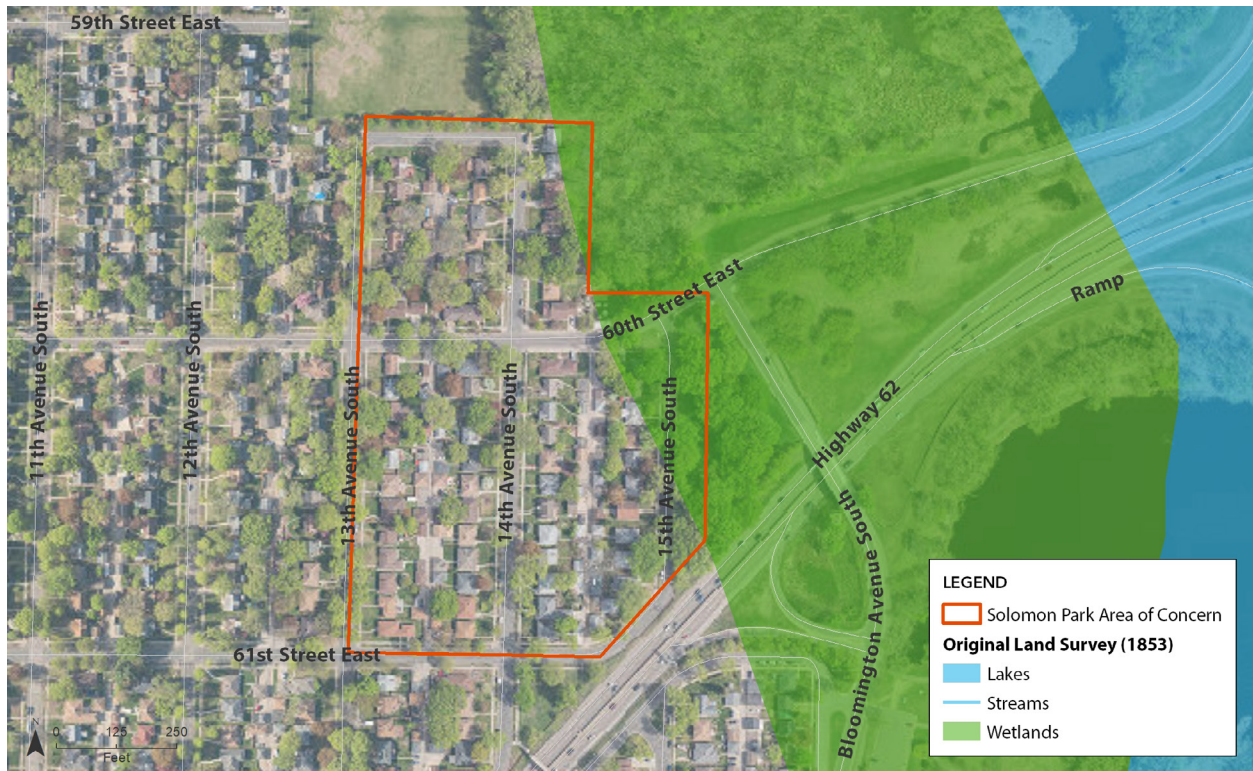 59th Street East
60th Street East
Ramp
11th Avenue South
12th Avenue South
13th Avenue South
14th Avenue South
15th Avenue South
Highway 62
Bloomington Avenue South
61st Street East
N
0 125 250
Feet
LEGEND
Solomon Park Area of Concern
Original Land Survey (1853)
Lakes
Streams
Wetlands